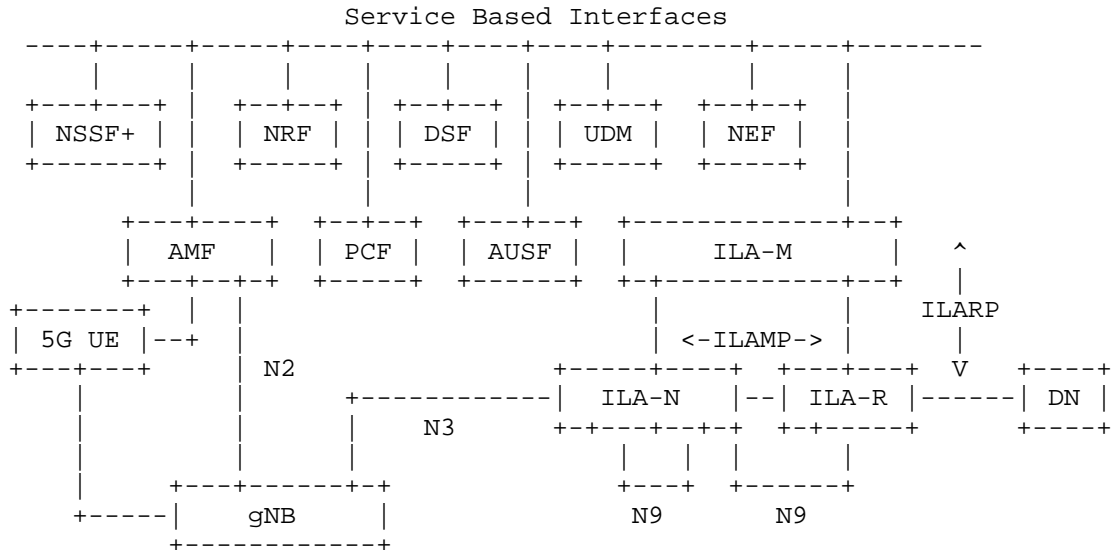 Service Based Interfaces
NSSF+ NRF DSF UDM NEF
AMF PCF AUSF ILA-M ^
ILARP
5G UE <-ILAMP->
N2 V
ILA-N ILA-R DN
N3
gNB N9 N9